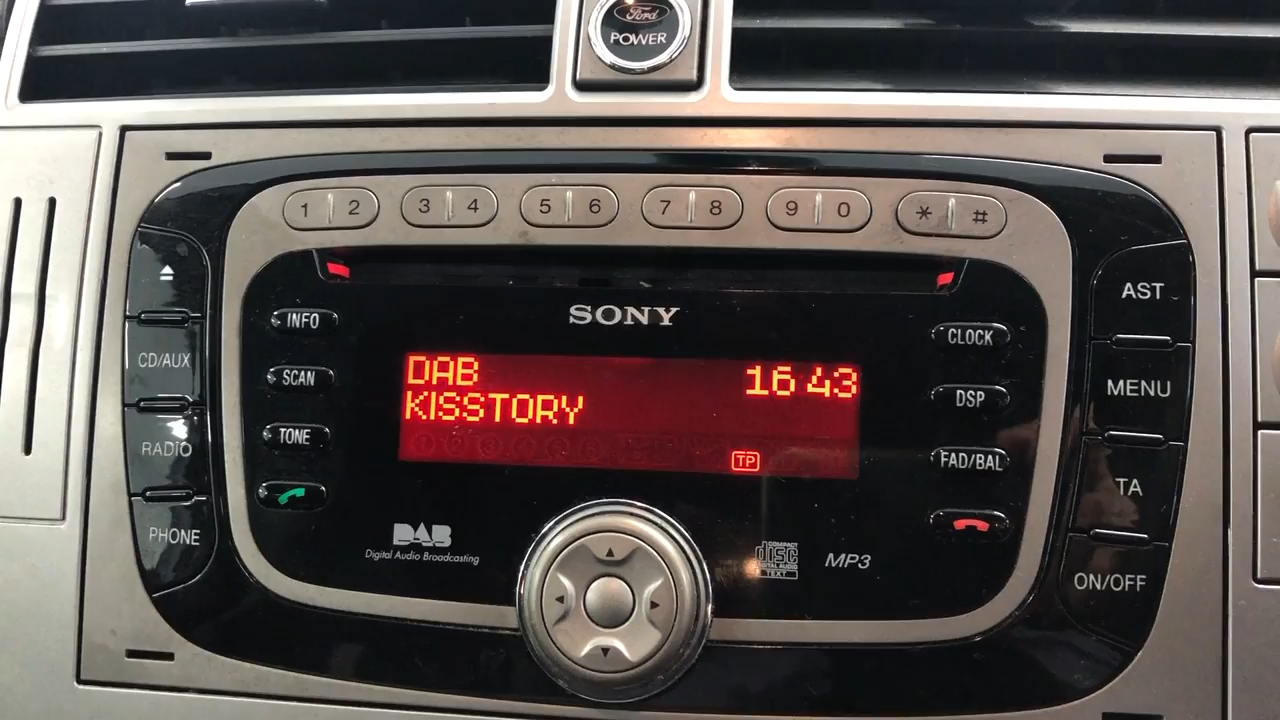 Ford
POWER
1 2 3 4 5 6 7 8 9 0 * #
SONY
INFO
CLOCK
AST
CD/AUX
SCAN
DAB 16 43
KISSTORY
DSP
MENU
RADIO
TONE
TP
FAD/BAL
TA
PHONE
DAB
Digital Audio Broadcasting
COMPACT
disc
DIGITAL AUDIO
TEXT
MP3
ON/OFF